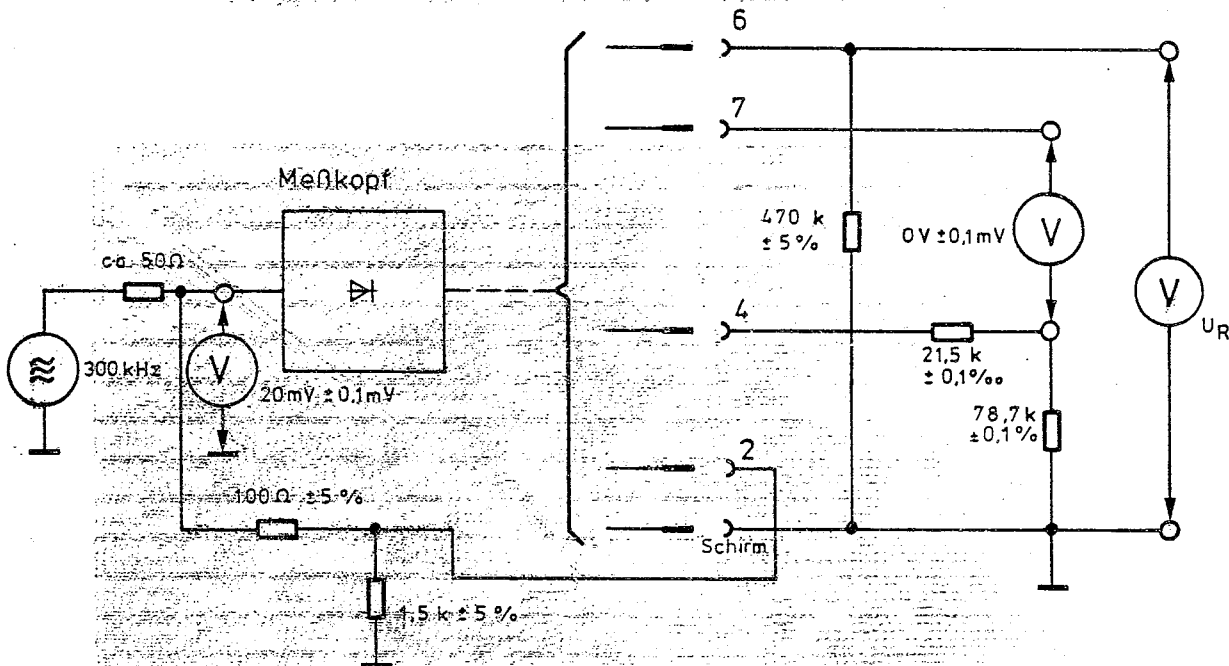 6
7
Meßkopf
470 k
± 5%
0V ±0,1mV
V
ca. 50Ω
4
V
U_R
300 kHz
V
20mV ±0,1mV
21,5 k
± 0,1‰
78,7 k
±0,1%
2
100Ω ±5%
Schirm
1,5 k ± 5%